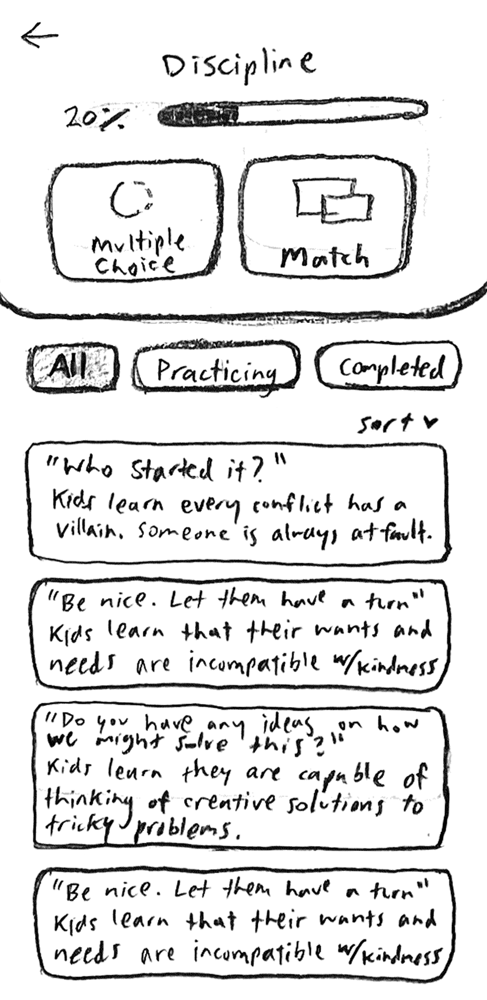 Discipline
20%
Multiple
Choice
Match
All
Practicing
Completed
sort
"Who started it?"
Kids learn every conflict has a
villain. Someone is always at fault.
"Be nice. Let them have a turn"
Kids learn that their wants and
needs are incompatible w/kindness
"Do you have any ideas on how
we might solve this?"
Kids learn they are capable of
thinking of creative solutions to
tricky problems.
"Be nice. Let them have a turn"
Kids learn that their wants and
needs are incompatible w/kindness